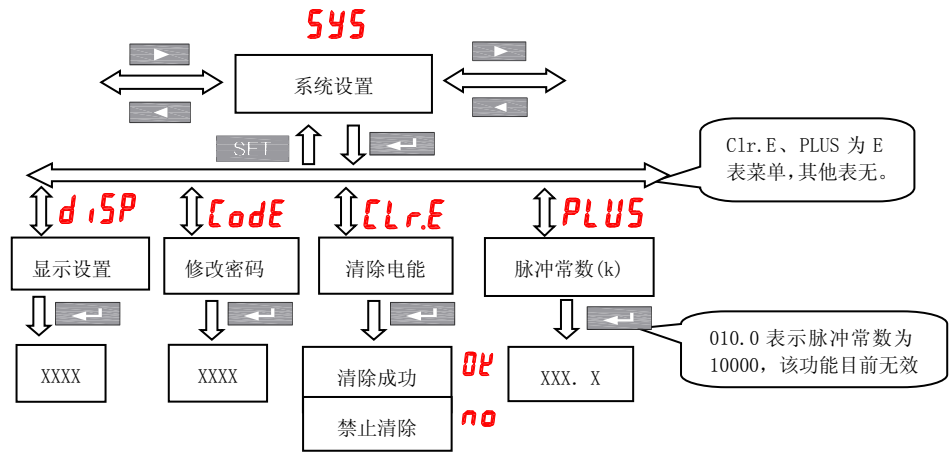 SYS
系统设置
SET
Clr.E、PLUS 为 E
表菜单,其他表无。
diSP
CodE
CLr.E
PLUS
显示设置
修改密码
清除电能
脉冲常数(k)
010.0 表示脉冲常数为
10000，该功能目前无效
XXXX
XXXX
清除成功
OK
XXX. X
禁止清除
no